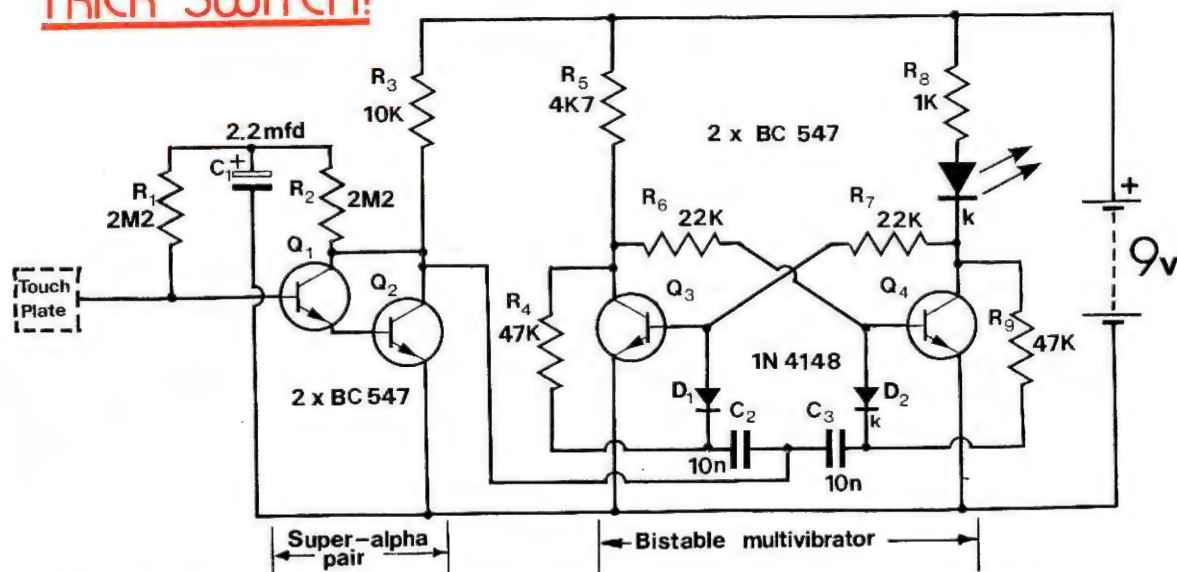 TRICK SWITCH!
R3
10K
R5
4K7
R8
1K
2.2mfd
2 x BC 547
C1
+
R1
2M2
R2
2M2
R6
22K
R7
22K
k
+
9v
Q1
Q2
Touch
Plate
Q3
Q4
R4
47K
R9
47K
1N 4148
2 x BC 547
D1
D2
C2
C3
k
10n
10n
Super-alpha
pair
Bistable multivibrator